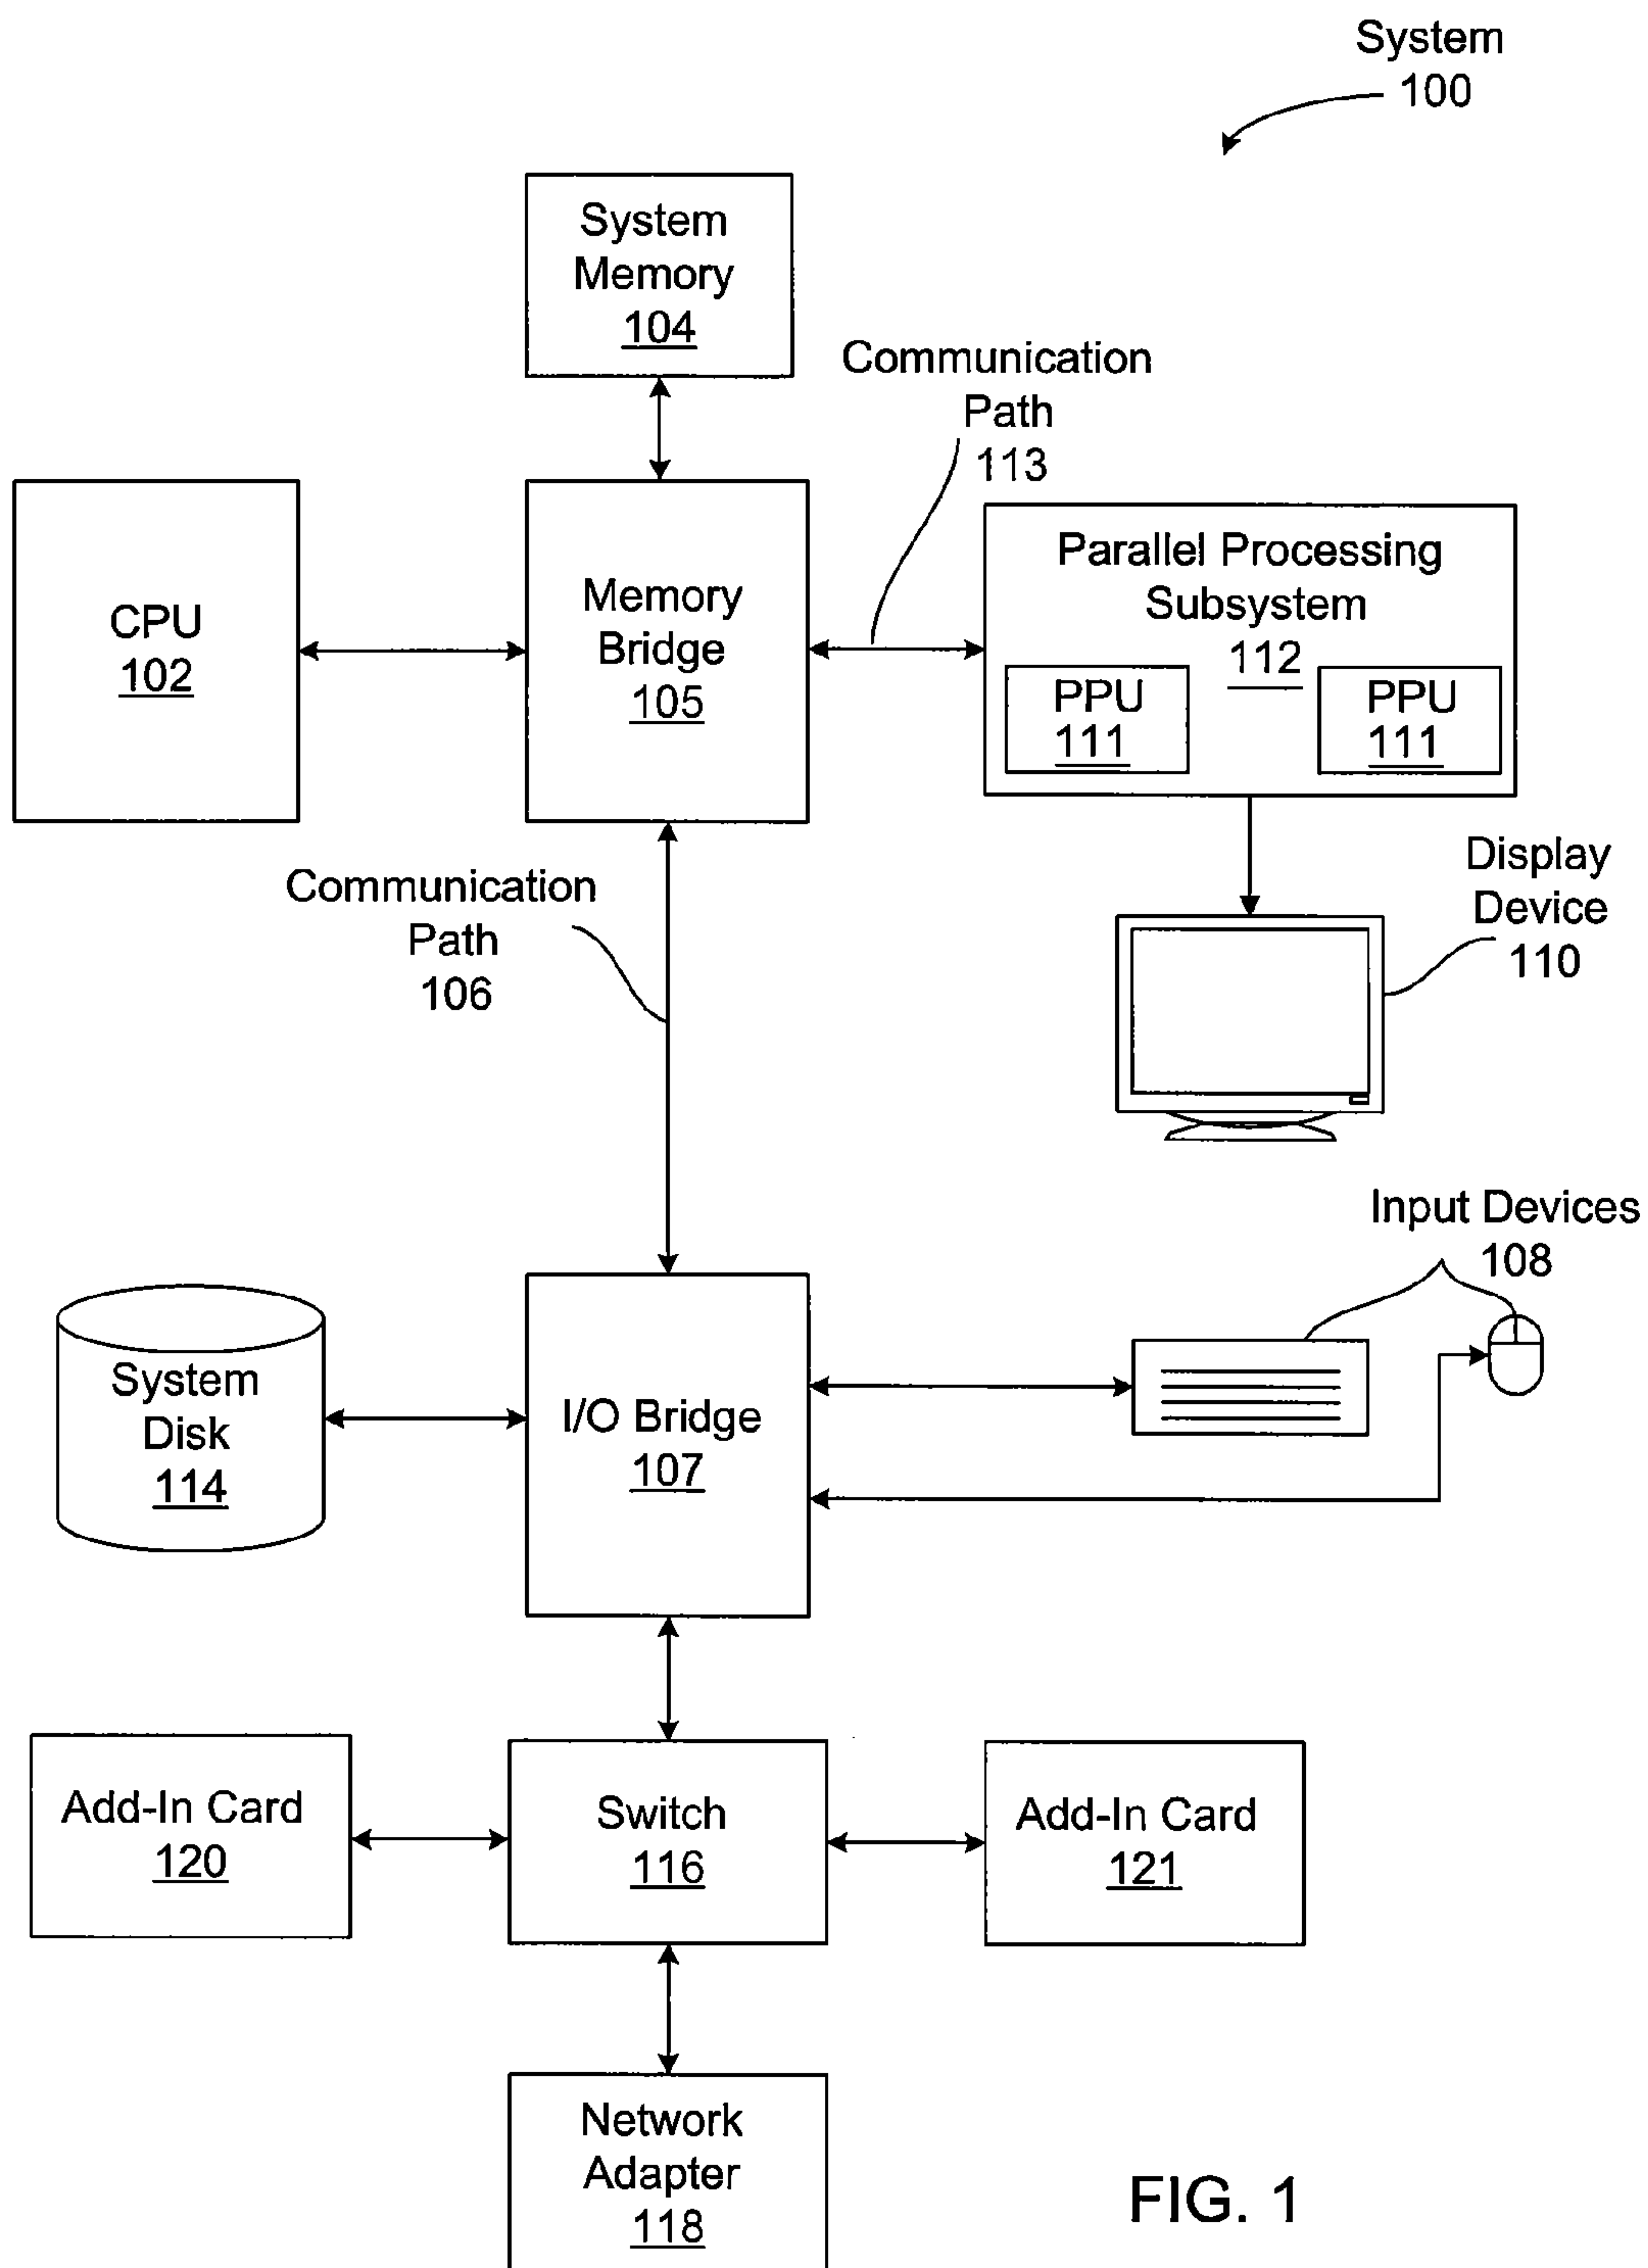 System
100
System
Memory
104
Communication
Path
113
CPU
102
Memory
Bridge
105
Parallel Processing
Subsystem
112
PPU
111
PPU
111
Communication
Path
106
Display
Device
110
Input Devices
108
System
Disk
114
I/O Bridge
107
Add-In Card
120
Switch
116
Add-In Card
121
Network
Adapter
118
FIG. 1